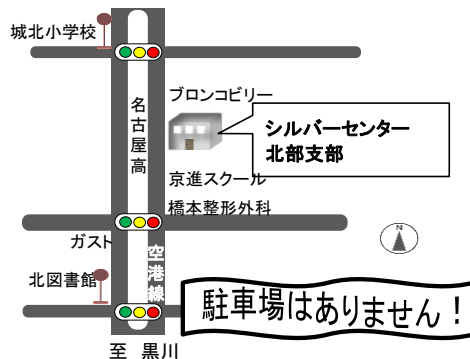 城北小学校
ブロンコビリー
名古屋高
シルバーセンター
北部支部
京進スクール
橋本整形外科
ガスト
空港線
N
北図書館
駐車場はありません！
至 黒川